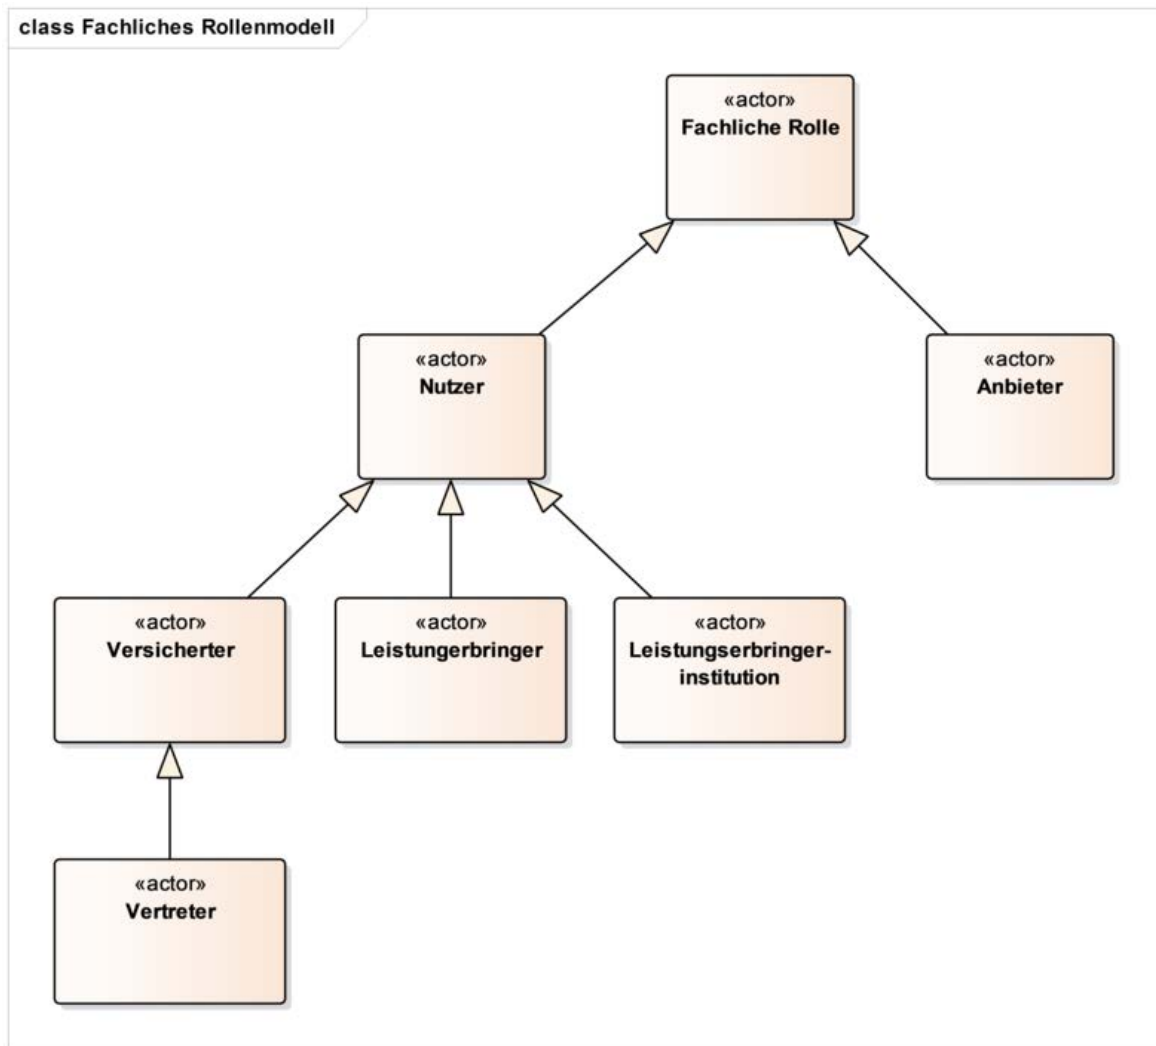 class Fachliches Rollenmodell
«actor»
Fachliche Rolle
«actor»
Nutzer
«actor»
Anbieter
«actor»
Versicherter
«actor»
Leistungerbringer
«actor»
Leistungserbringer-
institution
«actor»
Vertreter